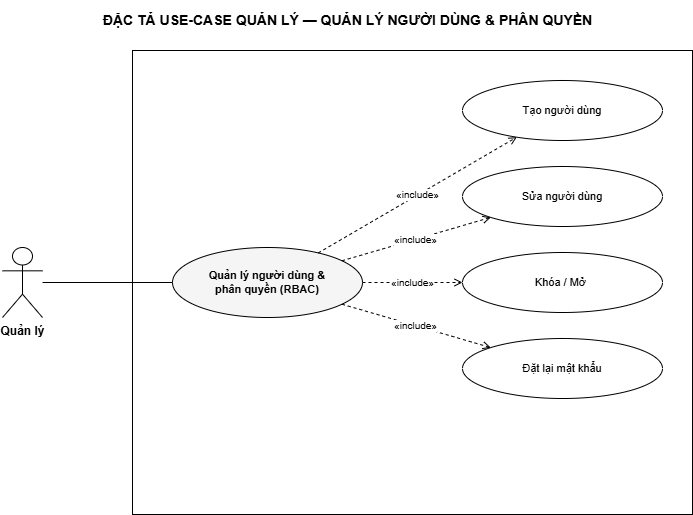 ĐẶC TẢ USE-CASE QUẢN LÝ — QUẢN LÝ NGƯỜI DÙNG & PHÂN QUYỀN
Tạo người dùng
«include»
Sửa người dùng
«include»
Quản lý người dùng &
phân quyền (RBAC)
«include»
Khóa / Mở
Quản lý
«include»
Đặt lại mật khẩu